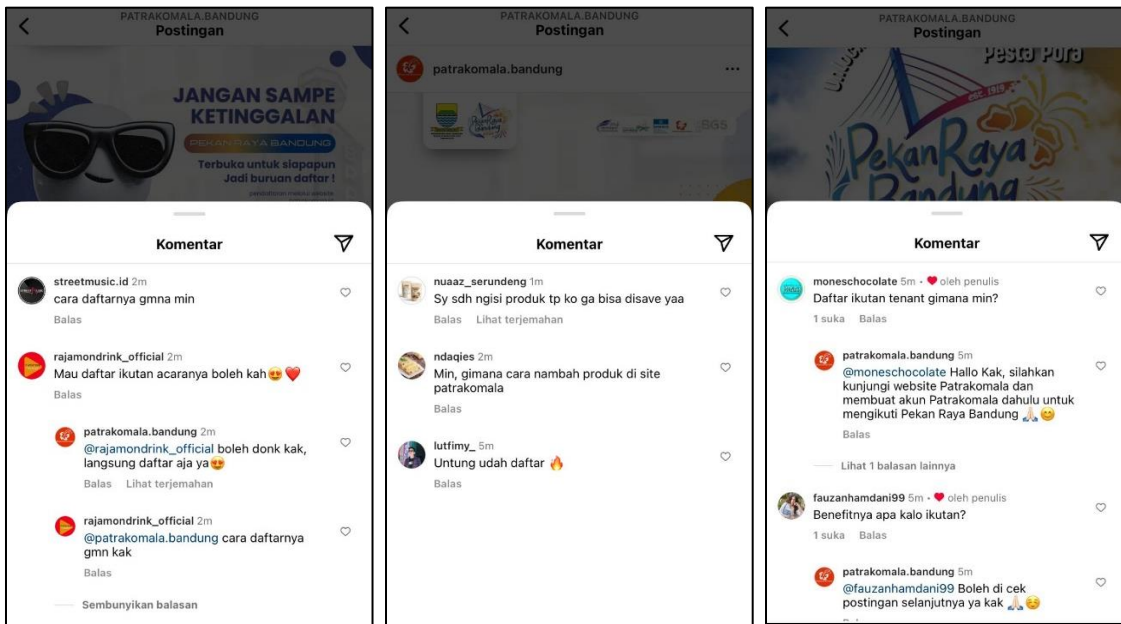 PATRAKOMALA.BANDUNG
Postingan
JANGAN SAMPE
KETINGGALAN
PEKAN RAYA BANDUNG
Terbuka untuk siapapun
Jadi buruan daftar !
Komentar
streetmusic.id 2m
cara daftarnya gmna min
Balas
rajamondrink_official 2m
Mau daftar ikutan acaranya boleh kah😍❤️
Balas
patrakomala.bandung 2m
@rajamondrink_official boleh donk kak,
langsung daftar aja ya😍
Balas Lihat terjemahan
rajamondrink_official 2m
@patrakomala.bandung cara daftarnya
gmn kak
Balas
Sembunyikan balasan
PATRAKOMALA.BANDUNG
Postingan
patrakomala.bandung
Komentar
nuaaz_serundeng 1m
Sy sdh ngisi produk tp ko ga bisa disave yaa
Balas Lihat terjemahan
ndaqies 2m
Min, gimana cara nambah produk di site
patrakomala
Balas
lutfimy_ 5m
Untung udah daftar 🔥
Balas
PATRAKOMALA.BANDUNG
Postingan
Pesta Pora
est. 1919
Pekan Raya
Bandung
Komentar
moneschocolate 5m • ❤️ oleh penulis
Daftar ikutan tenant gimana min?
1 suka Balas
patrakomala.bandung 5m
@moneschocolate Hallo Kak, silahkan
kunjungi website Patrakomala dan
membuat akun Patrakomala dahulu untuk
mengikuti Pekan Raya Bandung 🙏🏻😊
Balas
Lihat 1 balasan lainnya
fauzanhamdani99 5m • ❤️ oleh penulis
Benefitnya apa kalo ikutan?
1 suka Balas
patrakomala.bandung 5m
@fauzanhamdani99 Boleh di cek
postingan selanjutnya ya kak 🙏🏻☺️